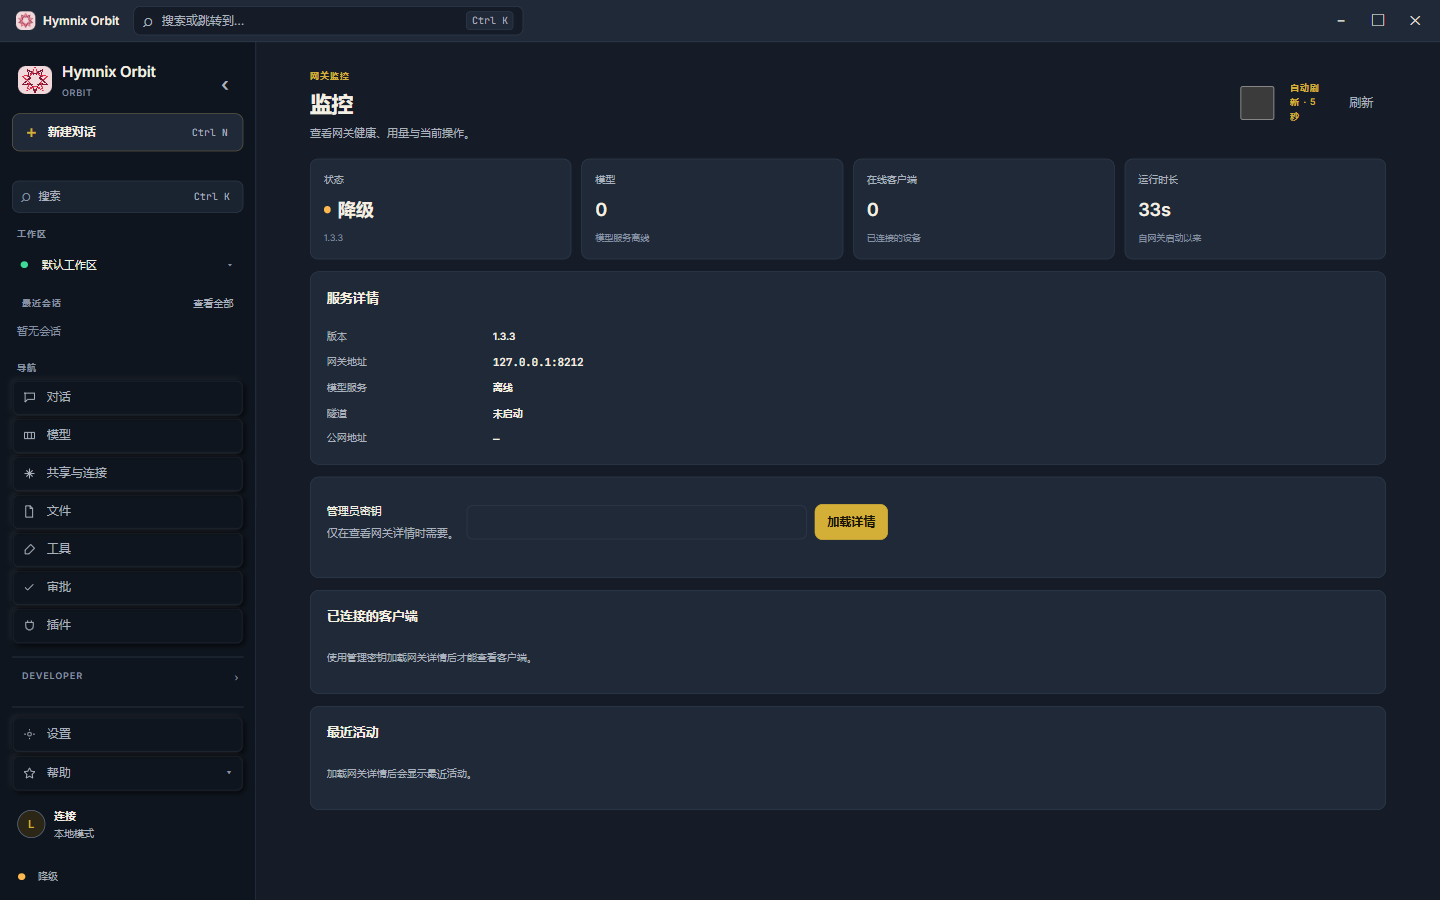 Hymnix Orbit
搜索或跳转到...
Ctrl K
Hymnix Orbit
ORBIT
新建对话
Ctrl N
搜索
Ctrl K
工作区
默认工作区
最近会话
查看全部
暂无会话
导航
对话
模型
共享与连接
文件
工具
审批
插件
DEVELOPER
设置
帮助
L
连接
本地模式
降级
网关监控
监控
查看网关健康、用量与当前操作。
自动刷
新 · 5
秒
刷新
状态
降级
1.3.3
模型
0
模型服务离线
在线客户端
0
已连接的设备
运行时长
33s
自网关启动以来
服务详情
版本
1.3.3
网关地址
127.0.0.1:8212
模型服务
离线
隧道
未启动
公网地址
—
管理员密钥
仅在查看网关详情时需要。
加载详情
已连接的客户端
使用管理密钥加载网关详情后才能查看客户端。
最近活动
加载网关详情后会显示最近活动。